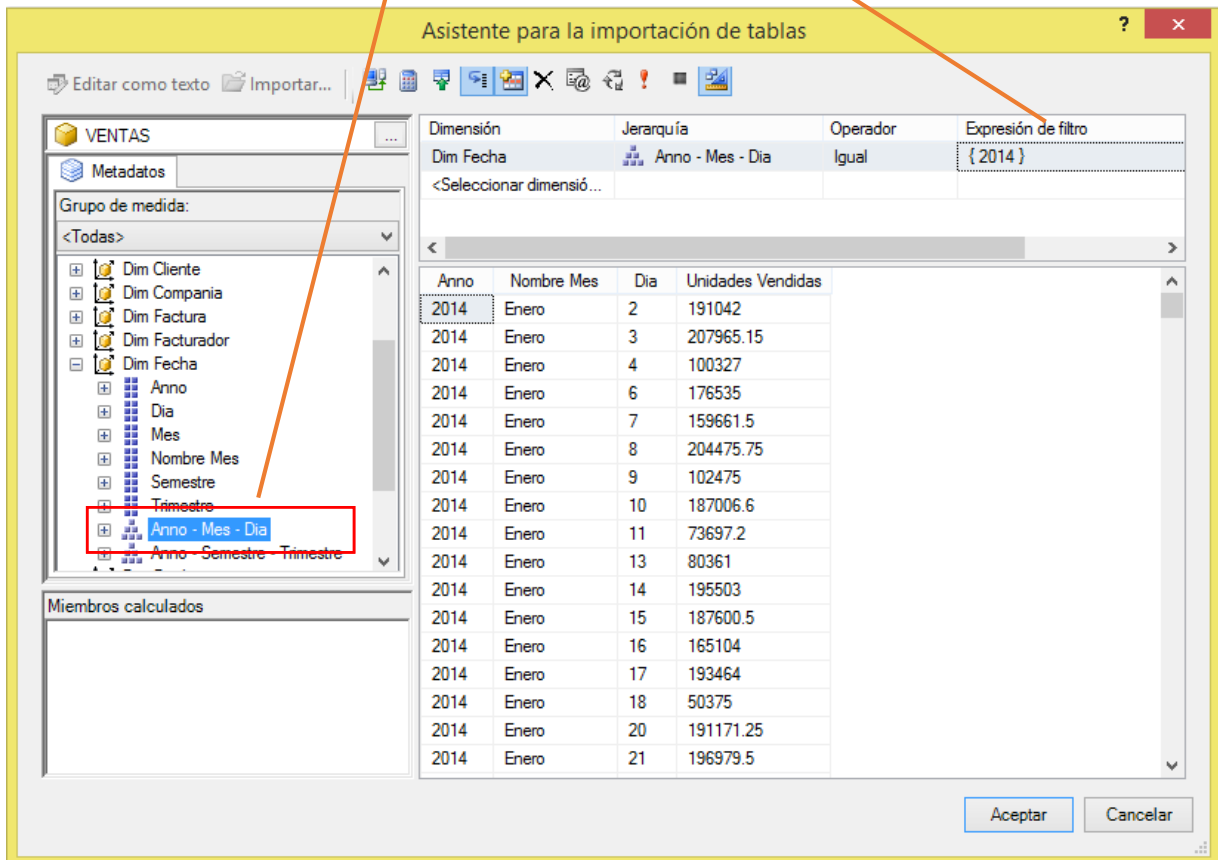 Asistente para la importación de tablas
? ×
Editar como texto Importar...
VENTAS ...
Metadatos
Grupo de medida:
<Todas>
Dim Cliente
Dim Compania
Dim Factura
Dim Facturador
Dim Fecha
Anno
Dia
Mes
Nombre Mes
Semestre
Trimestre
Anno - Mes - Dia
Anno - Semestre - Trimestre
Miembros calculados
Dimensión Jerarquía Operador Expresión de filtro
Dim Fecha Anno - Mes - Dia Igual { 2014 }
<Seleccionar dimensió...
Anno Nombre Mes Dia Unidades Vendidas
2014 Enero 2 191042
2014 Enero 3 207965.15
2014 Enero 4 100327
2014 Enero 6 176535
2014 Enero 7 159661.5
2014 Enero 8 204475.75
2014 Enero 9 102475
2014 Enero 10 187006.6
2014 Enero 11 73697.2
2014 Enero 13 80361
2014 Enero 14 195503
2014 Enero 15 187600.5
2014 Enero 16 165104
2014 Enero 17 193464
2014 Enero 18 50375
2014 Enero 20 191171.25
2014 Enero 21 196979.5
Aceptar Cancelar